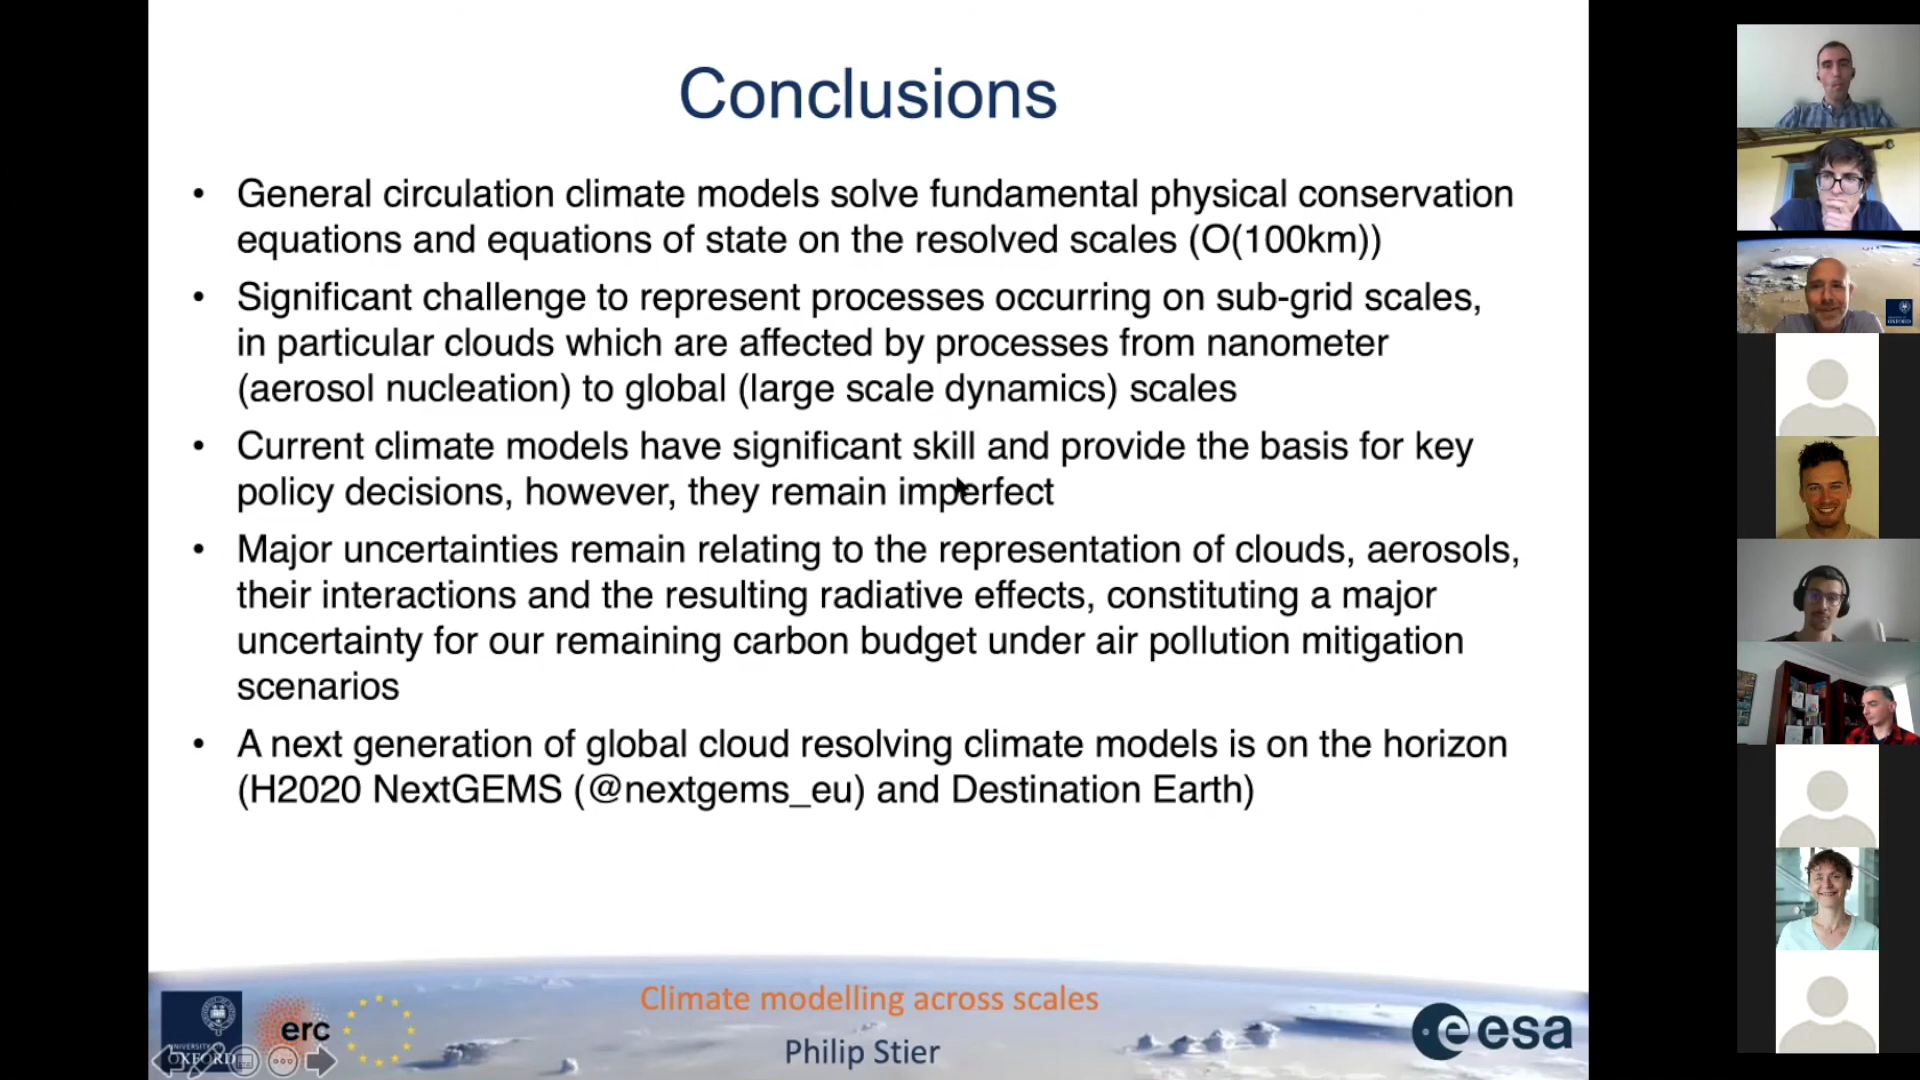 Conclusions
• General circulation climate models solve fundamental physical conservation
equations and equations of state on the resolved scales (O(100km))
• Significant challenge to represent processes occurring on sub-grid scales,
in particular clouds which are affected by processes from nanometer
(aerosol nucleation) to global (large scale dynamics) scales
• Current climate models have significant skill and provide the basis for key
policy decisions, however, they remain imperfect
• Major uncertainties remain relating to the representation of clouds, aerosols,
their interactions and the resulting radiative effects, constituting a major
uncertainty for our remaining carbon budget under air pollution mitigation
scenarios
• A next generation of global cloud resolving climate models is on the horizon
(H2020 NextGEMS (@nextgems_eu) and Destination Earth)
UNIVERSITY OF
OXFORD
erc
Climate modelling across scales
Philip Stier
esa
OXFORD